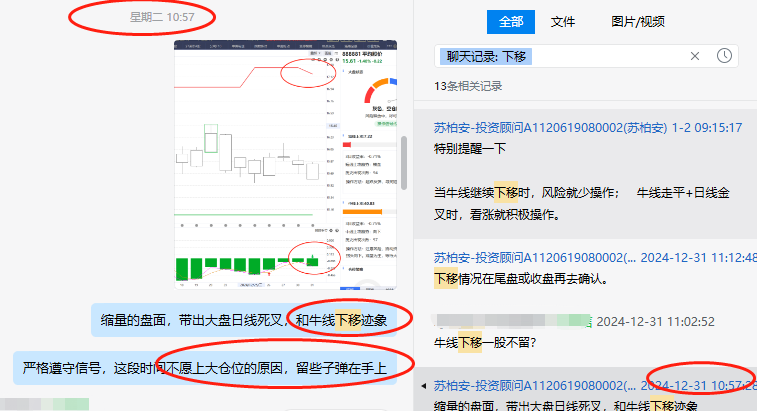 星期二 10:57
888881 平均股价
15.61 -1.40% -0.22
缩量的盘面，带出大盘日线死叉，和牛线下移迹象
严格遵守信号，这段时间不愿上大仓位的原因，留些子弹在手上
全部
文件
图片/视频
聊天记录: 下移
13条相关记录
苏柏安-投资顾问A1120619080002(苏柏安) 1-2 09:15:17
特别提醒一下
当牛线继续下移时，风险就少操作； 牛线走平+日线金
叉时，看涨就积极操作。
苏柏安-投资顾问A1120619080002(... 2024-12-31 11:12:48
下移情况在尾盘或收盘再去确认。
2024-12-31 11:02:52
牛线下移一股不留?
苏柏安-投资顾问A1120619080002(... 2024-12-31 10:57:28
缩量的盘面，带出大盘日线死叉，和牛线下移迹象